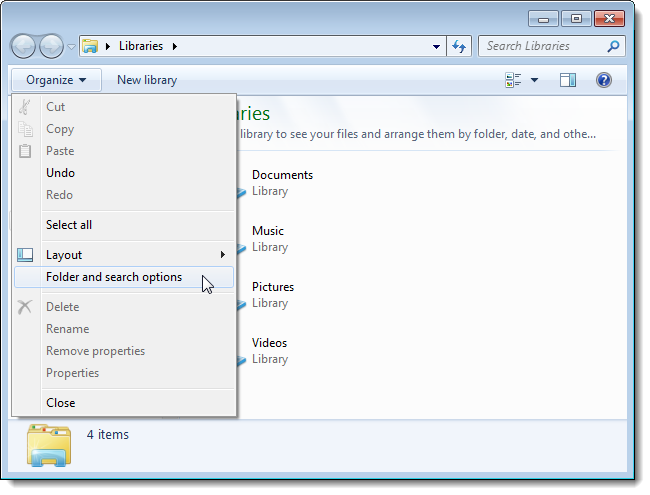 Libraries
Search Libraries
Organize
New library
Cut
Copy
Paste
Undo
Redo
Select all
Layout
Folder and search options
Delete
Rename
Remove properties
Properties
Close
ries
library to see your files and arrange them by folder, date, and othe...
Documents
Library
Music
Library
Pictures
Library
Videos
Library
4 items